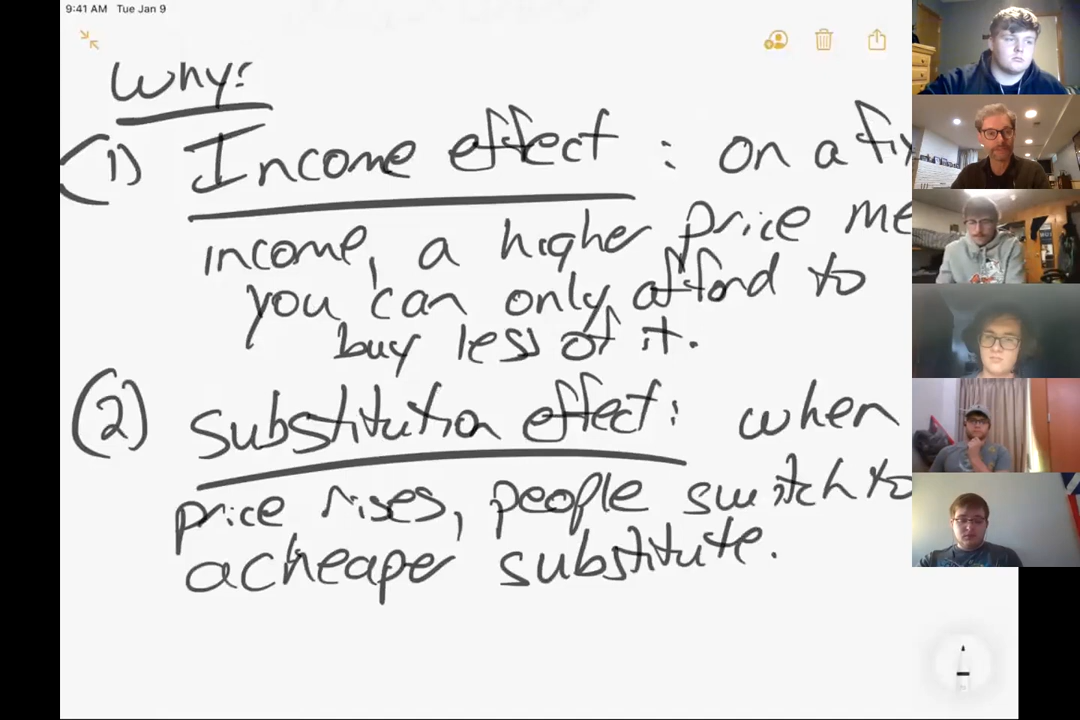 9:41 AM Tue Jan 9
Why?
(1) Income effect : on a fix
income, a higher price me
you can only afford to
buy less of it.
(2) Substitution effect: when
price rises, people switch to
a cheaper substitute.